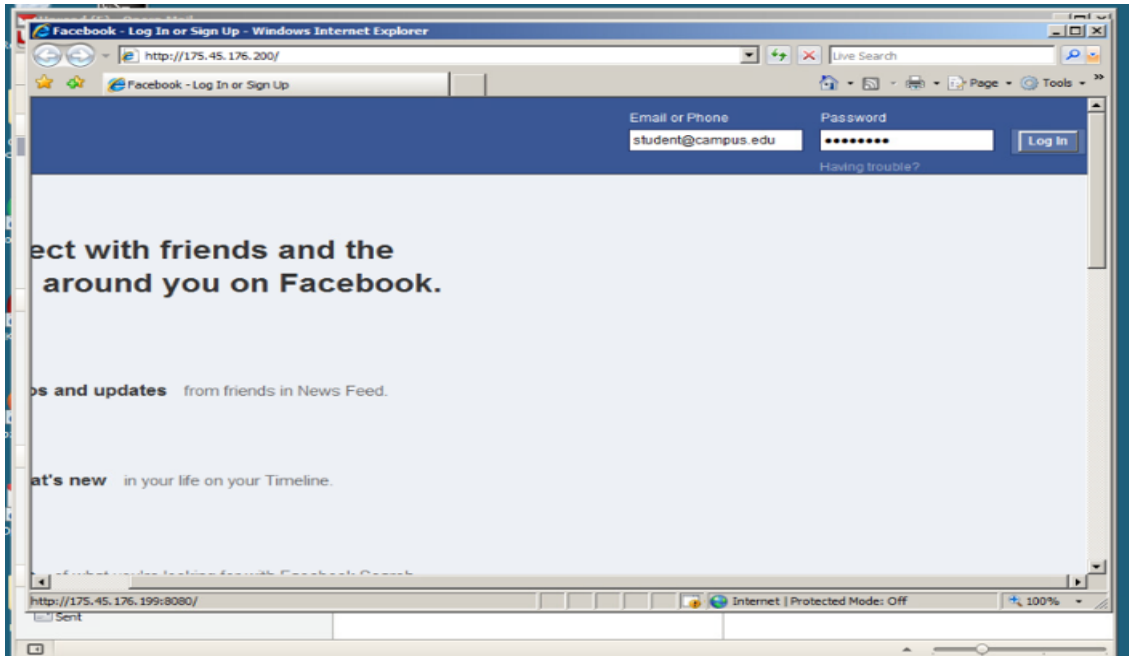 Facebook - Log In or Sign Up - Windows Internet Explorer
http://175.45.176.200/
Live Search
Facebook - Log In or Sign Up
Page
Tools
Email or Phone
Password
student@campus.edu
Log In
Having trouble?
ect with friends and the
around you on Facebook.
os and updates from friends in News Feed.
at's new in your life on your Timeline.
http://175.45.176.199:8080/
Internet | Protected Mode: Off
100%
Sent